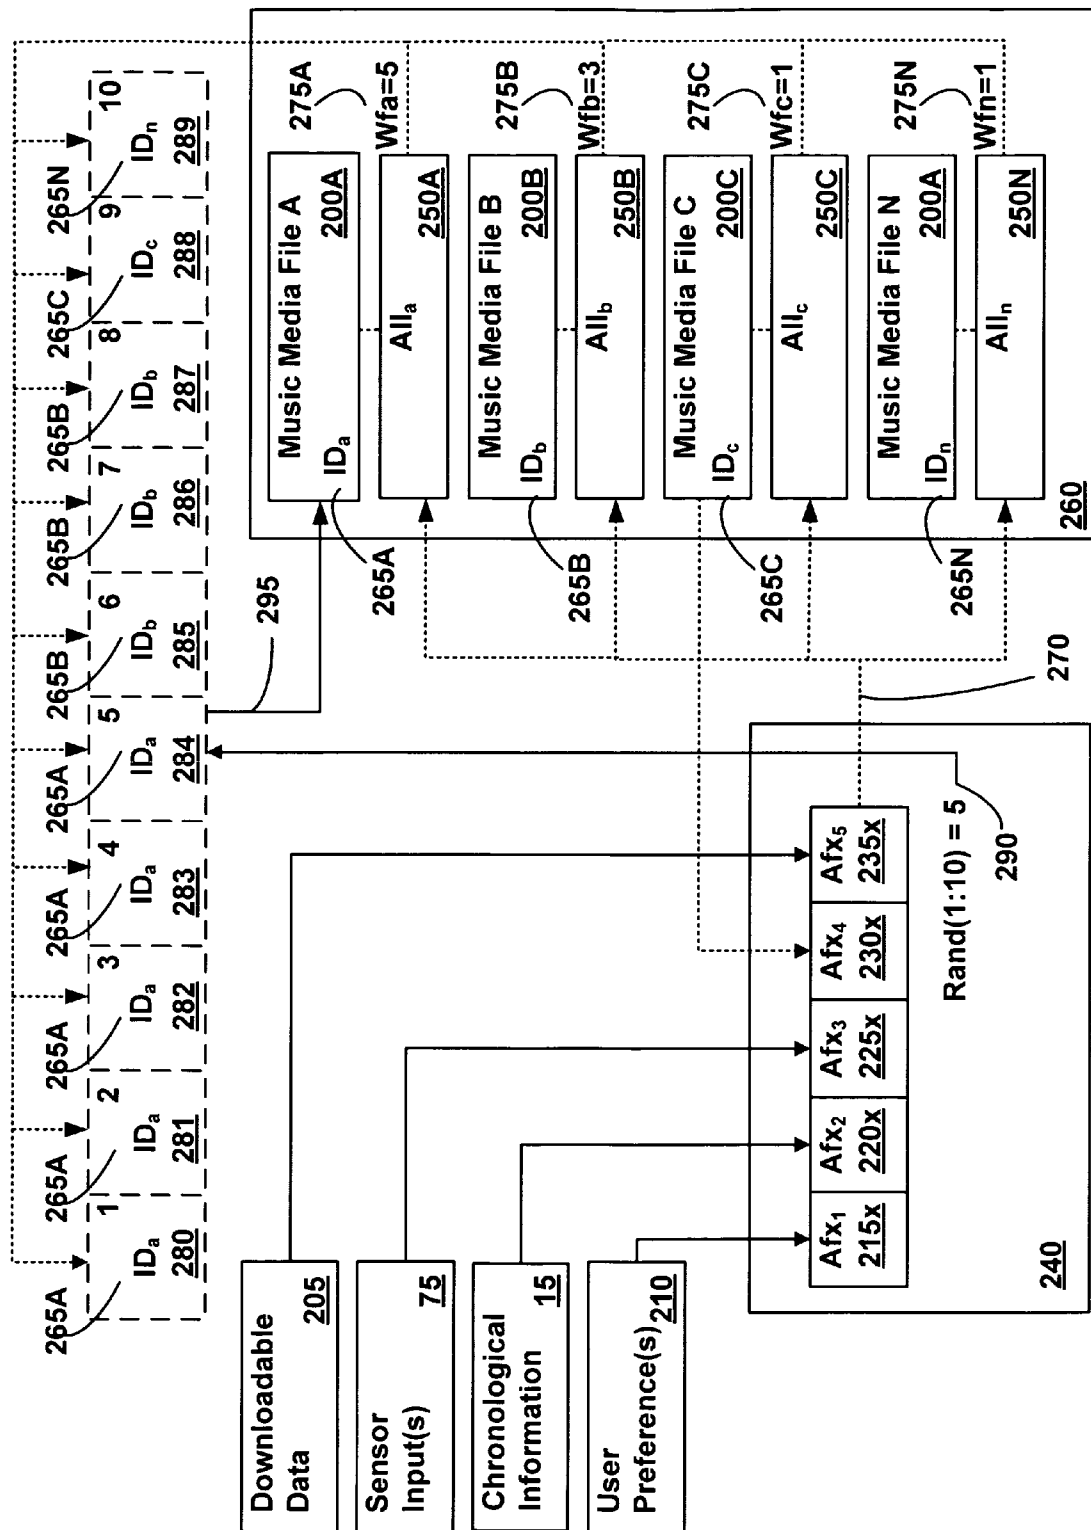 265A
265A
265A
265A
265A
265B
265B
265B
265C
265N
1
2
3
4
5
6
7
8
9
10
IDa
IDa
IDa
IDa
IDa
IDb
IDb
IDb
IDc
IDn
280
281
282
283
284
285
286
287
288
289
Downloadable
Data
205
Sensor
Input(s)
75
Chronological
Information
15
User
Preference(s)
210
295
265A
Music Media File A
IDa
200A
275A
Wfa=5
AIIa
250A
265B
Music Media File B
IDb
200B
275B
Wfb=3
AIIb
250B
265C
Music Media File C
IDc
200C
275C
Wfc=1
AIIc
250C
265N
Music Media File N
IDn
200A
275N
Wfn=1
AIIn
250N
260
270
Afx1
215x
Afx2
220x
Afx3
225x
Afx4
230x
Afx5
235x
Rand(1:10) = 5
290
240